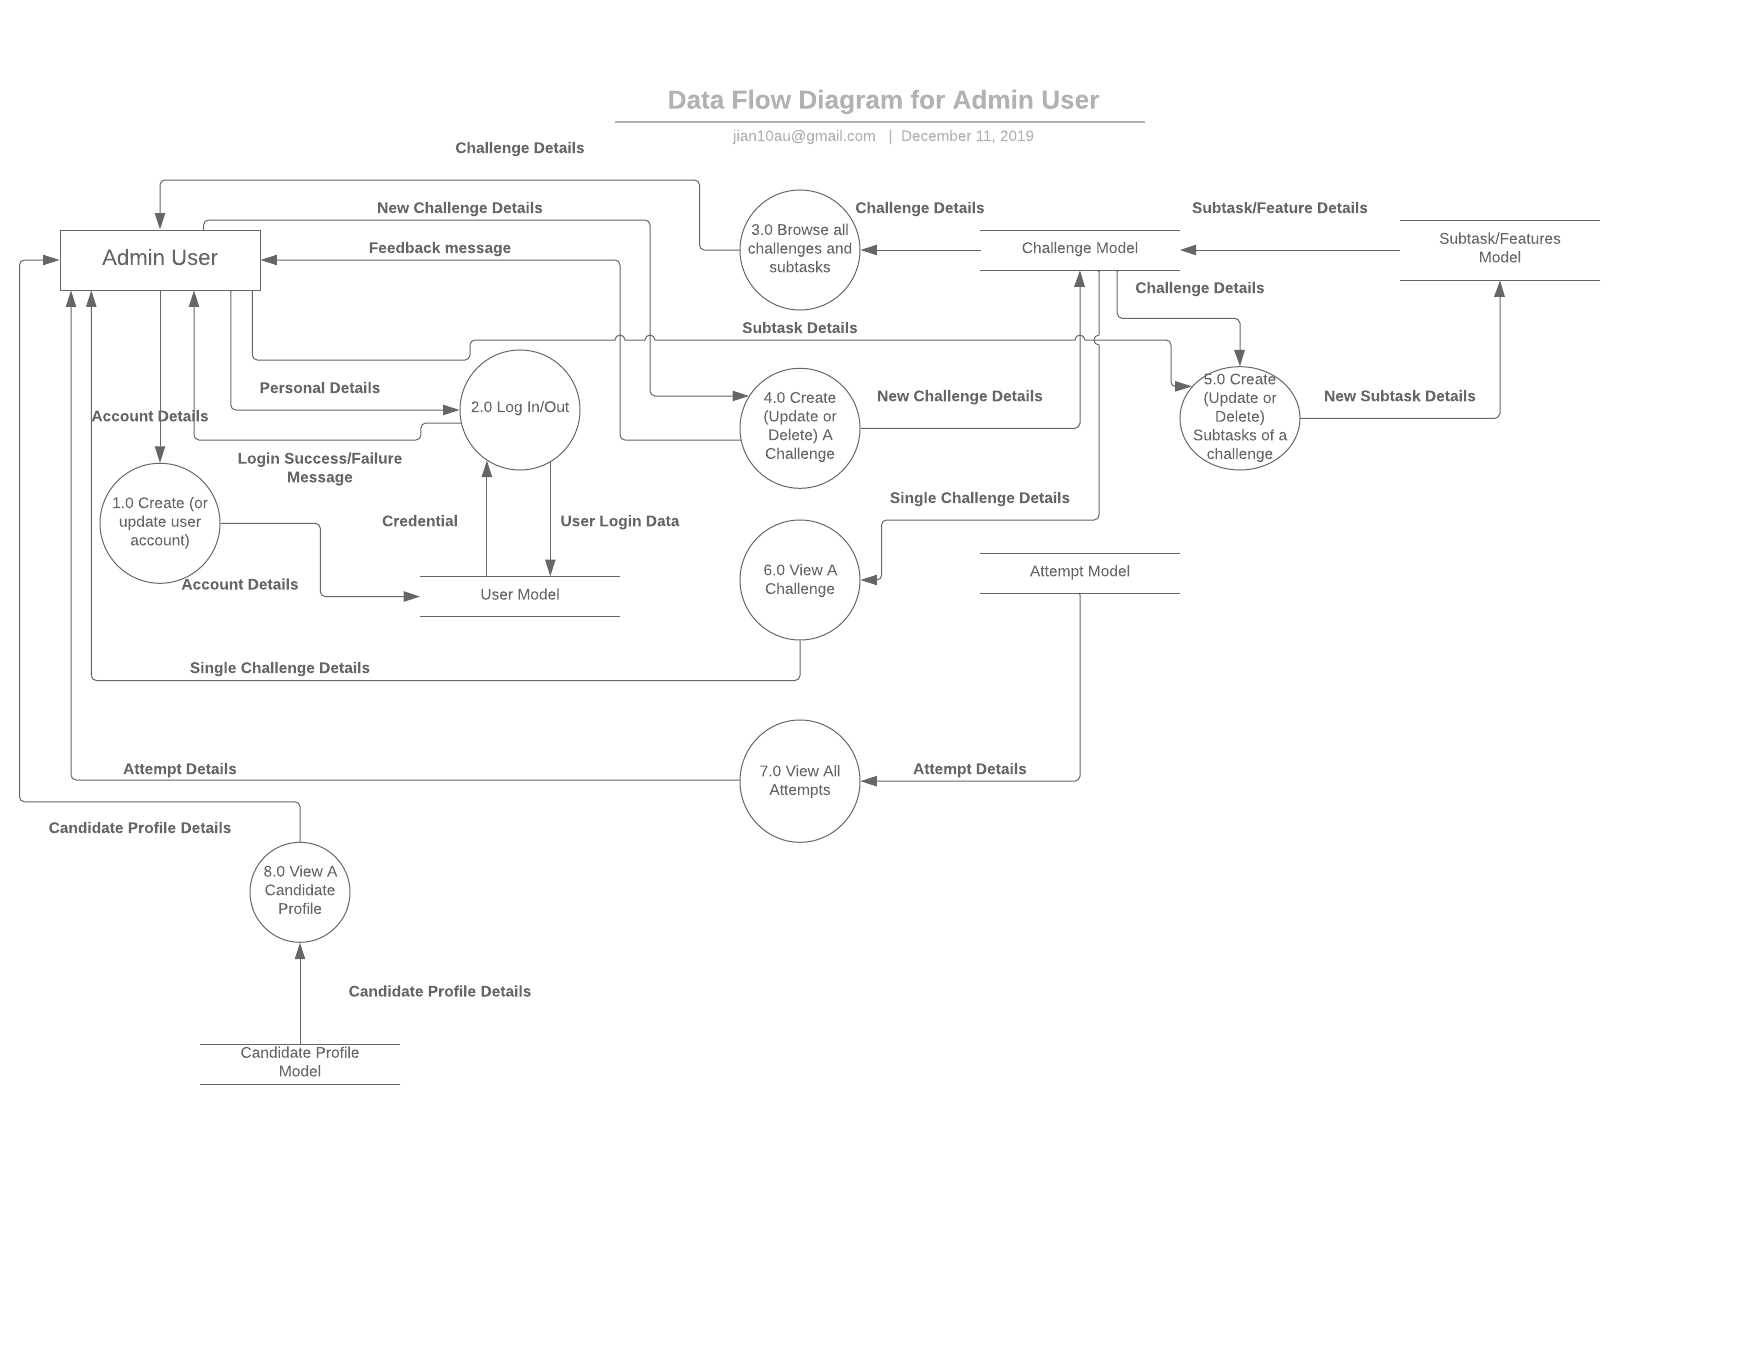 Data Flow Diagram for Admin User
jian10au@gmail.com | December 11, 2019
Challenge Details
New Challenge Details
Feedback message
Admin User
3.0 Browse all
challenges and
subtasks
Challenge Details
Challenge Model
Subtask/Feature Details
Subtask/Features
Model
Challenge Details
Subtask Details
Personal Details
Account Details
2.0 Log In/Out
Login Success/Failure
Message
4.0 Create
(Update or
Delete) A
Challenge
New Challenge Details
5.0 Create
(Update or
Delete)
Subtasks of a
challenge
New Subtask Details
1.0 Create (or
update user
account)
Credential
User Login Data
Single Challenge Details
Account Details
User Model
6.0 View A
Challenge
Attempt Model
Single Challenge Details
Attempt Details
7.0 View All
Attempts
Attempt Details
Candidate Profile Details
8.0 View A
Candidate
Profile
Candidate Profile Details
Candidate Profile
Model